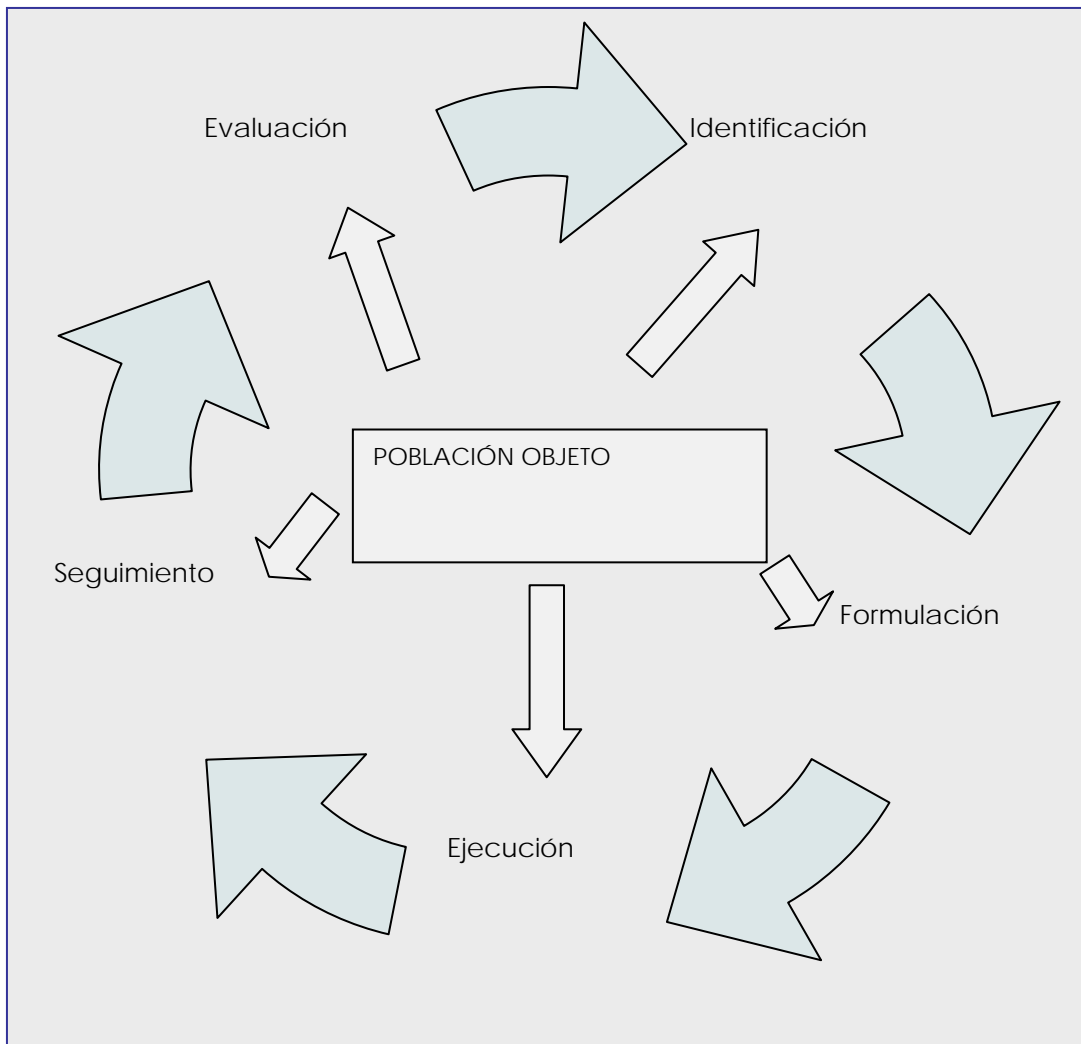 Evaluación
Identificación
POBLACIÓN OBJETO
Seguimiento
Formulación
Ejecución